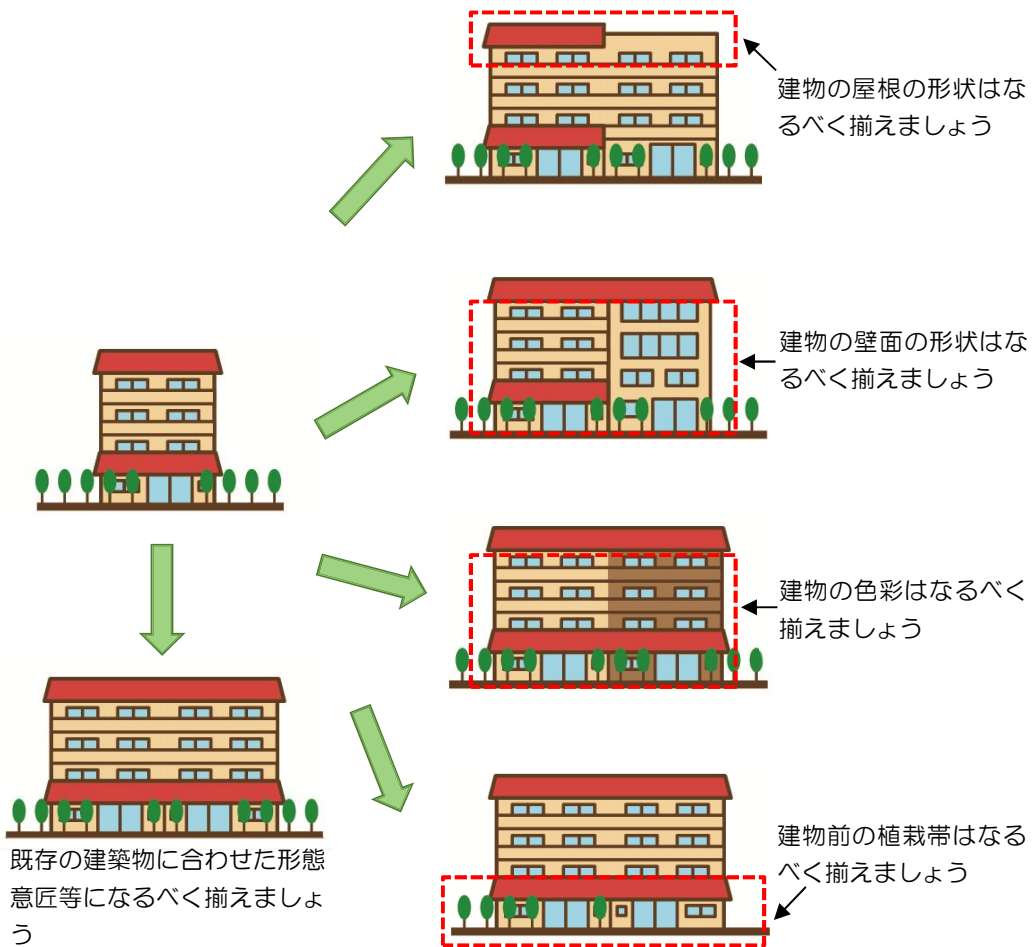 建物の屋根の形状はな
るべく揃えましょう
建物の壁面の形状はな
るべく揃えましょう
建物の色彩はなるべく
揃えましょう
建物前の植栽帯はなる
べく揃えましょう
既存の建築物に合わせた形態
意匠等になるべく揃えましょ
う